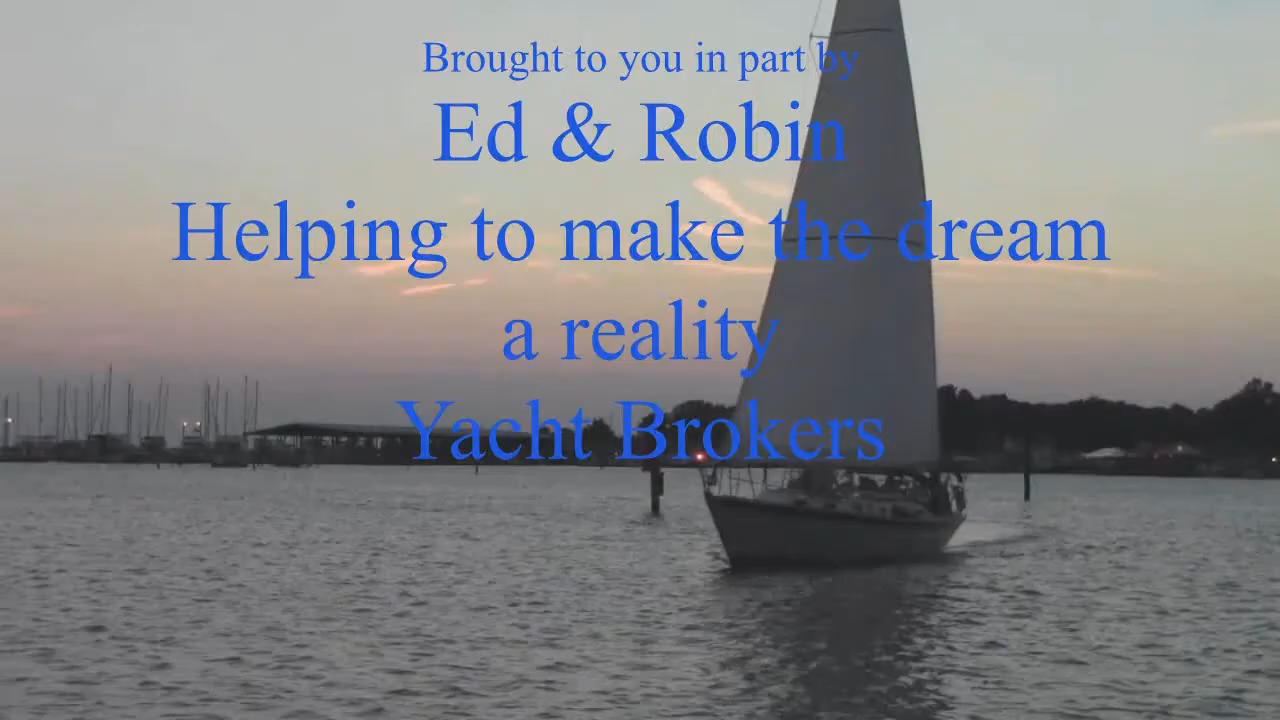 Brought to you in part by
Ed & Robin
Helping to make the dream
a reality
Yacht Brokers